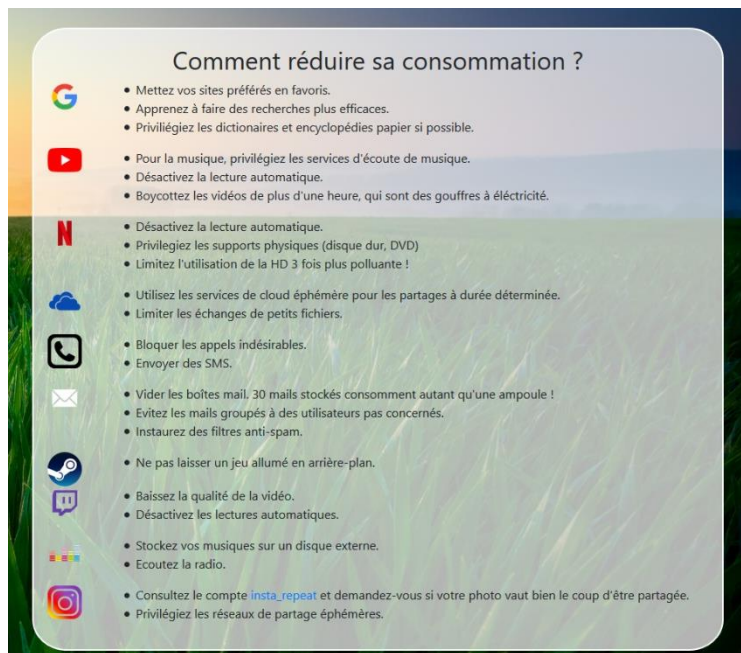 Comment réduire sa consommation ?
• Mettez vos sites préférés en favoris.
• Apprenez à faire des recherches plus efficaces.
• Priviliégiez les dictionaires et encyclopédies papier si possible.
• Pour la musique, privilégiez les services d'écoute de musique.
• Désactivez la lecture automatique.
• Boycottez les vidéos de plus d'une heure, qui sont des gouffres à éléctricité.
• Désactivez la lecture automatique.
• Privilegiez les supports physiques (disque dur, DVD)
• Limitez l'utilisation de la HD 3 fois plus polluante !
• Utilisez les services de cloud éphémère pour les partages à durée déterminée.
• Limiter les échanges de petits fichiers.
• Bloquer les appels indésirables.
• Envoyer des SMS.
• Vider les boîtes mail. 30 mails stockés consomment autant qu'une ampoule !
• Evitez les mails groupés à des utilisateurs pas concernés.
• Instaurez des filtres anti-spam.
• Ne pas laisser un jeu allumé en arrière-plan.
• Baissez la qualité de la vidéo.
• Désactivez les lectures automatiques.
• Stockez vos musiques sur un disque externe.
• Ecoutez la radio.
• Consultez le compte insta_repeat et demandez-vous si votre photo vaut bien le coup d'être partagée.
• Privilégiez les réseaux de partage éphémères.